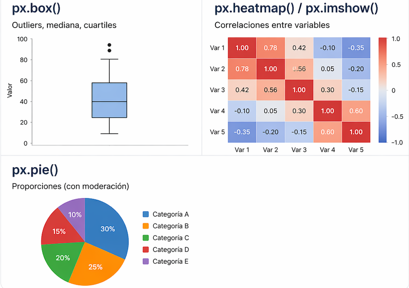 px.box()
Outliers, mediana, cuartiles
Valor
100
80
60
40
20
0
px.heatmap() / px.imshow()
Correlaciones entre variables
Var 1 1.00 0.78 0.42 -0.10 -0.35
Var 2 0.78 1.00 .56 0.05 -0.20
Var 3 0.42 0.56 1.00 0.30 -0.15
Var 4 -0.10 0.05 0.30 1.00 0.60
Var 5 -0.35 -0.20 -0.15 0.60 1.00
Var 1 Var 2 Var 3 Var 4 Var 5
1.0
0.5
0.0
-0.5
-1.0
px.pie()
Proporciones (con moderación)
10%
30%
15%
20%
25%
Categoría A
Categoría B
Categoría C
Categoría D
Categoría E